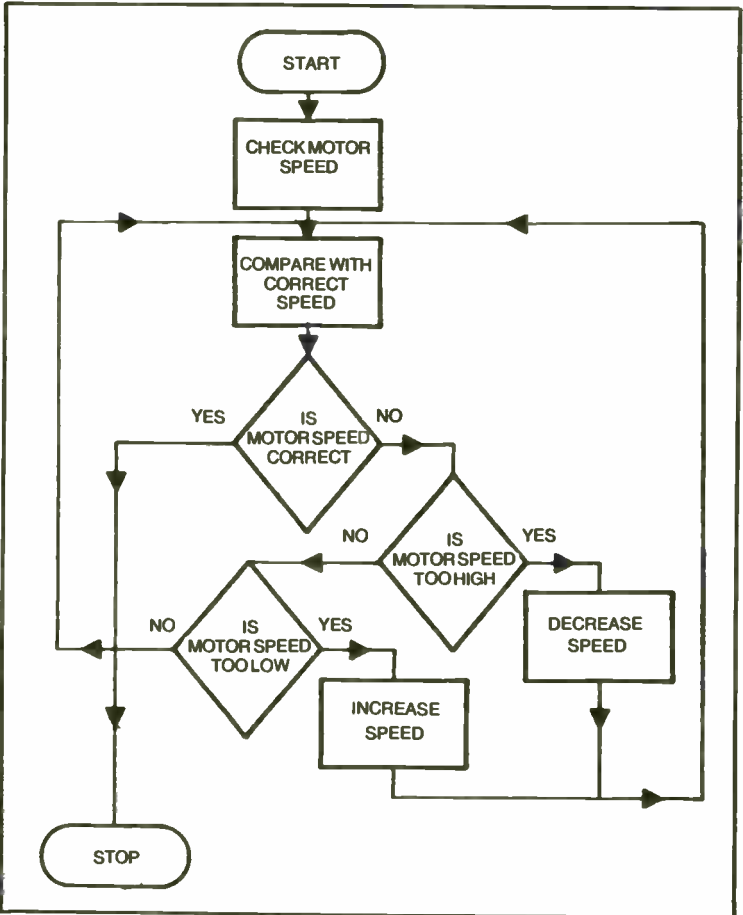 START
CHECK MOTOR
SPEED
COMPARE WITH
CORRECT
SPEED
YES
IS
MOTOR SPEED
CORRECT
NO
NO
IS
MOTOR SPEED
TOO HIGH
YES
DECREASE
SPEED
NO
IS
MOTOR SPEED
TOO LOW
YES
INCREASE
SPEED
STOP